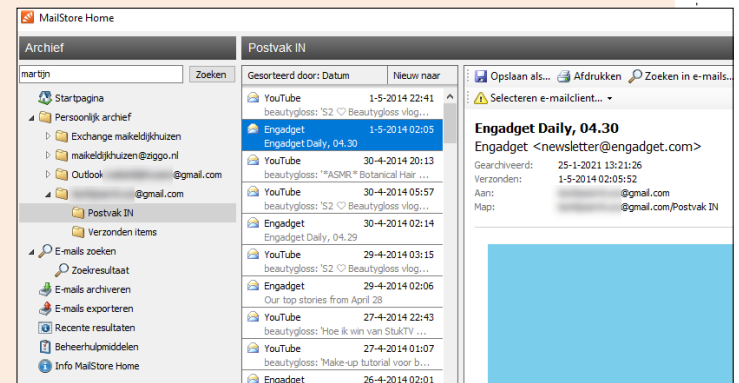 MailStore Home
Archief
martijn
Zoeken
Startpagina
Persoonlijk archief
Exchange maikeldijkhuizen
maikeldijkhuizen@ziggo.nl
Outlook @gmail.com
@gmail.com
Postvak IN
Verzonden items
E-mails zoeken
Zoekresultaat
E-mails archiveren
E-mails exporteren
Recente resultaten
Beheerhulpmiddelen
Info MailStore Home
Postvak IN
Gesorteerd door: Datum Nieuw naar
YouTube 1-5-2014 22:41
beautygloss: 'S2 ♡ Beautygloss vlog...
Engadget 1-5-2014 02:05
Engadget Daily, 04.30
YouTube 30-4-2014 20:13
beautygloss: '*ASMR* Botanical Hair ...
YouTube 30-4-2014 05:57
beautygloss: 'S2 ♡ Beautygloss vlog...
Engadget 30-4-2014 02:14
Engadget Daily, 04.29
YouTube 29-4-2014 03:15
beautygloss: 'S2 ♡ Beautygloss vlog...
Engadget 29-4-2014 02:06
Our top stories from April 28
YouTube 27-4-2014 22:43
beautygloss: 'Hoe ik win van StukTV ...
YouTube 27-4-2014 01:07
beautygloss: 'Make-up tutorial voor b...
Engadget 26-4-2014 02:01
Opslaan als... Afdrukken Zoeken in e-mails...
Selecteren e-mailclient...
Engadget Daily, 04.30
Engadget <newsletter@engadget.com>
Gearchiveerd: 25-1-2021 13:21:26
Verzonden: 1-5-2014 02:05:52
Aan: @gmail.com
Map: @gmail.com/Postvak IN